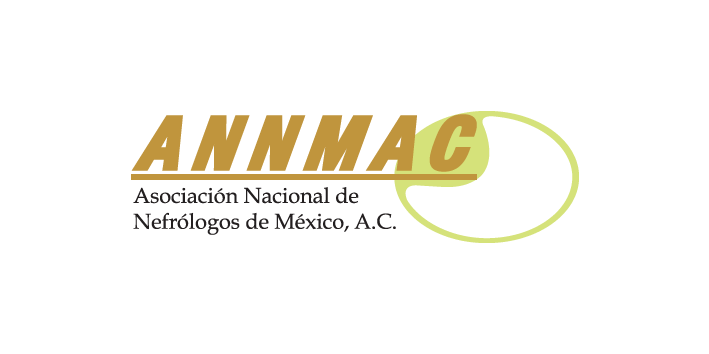 ANNMAC
Asociación Nacional de
Nefrólogos de México, A.C.